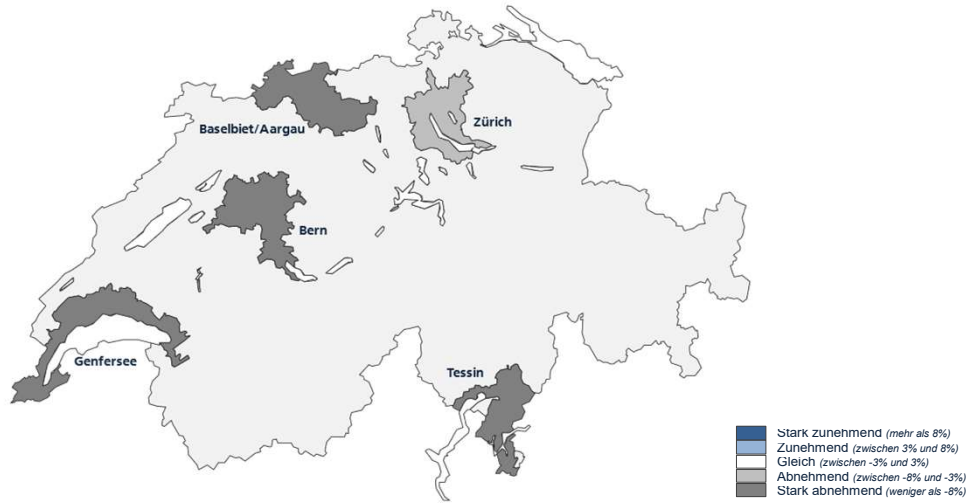 Zürich
Baselbiet/Aargau
Bern
Genfersee
Tessin
Stark zunehmend (mehr als 8%)
Zunehmend (zwischen 3% und 8%)
Gleich (zwischen -3% und 3%)
Abnehmend (zwischen -8% und -3%)
Stark abnehmend (weniger als -8%)